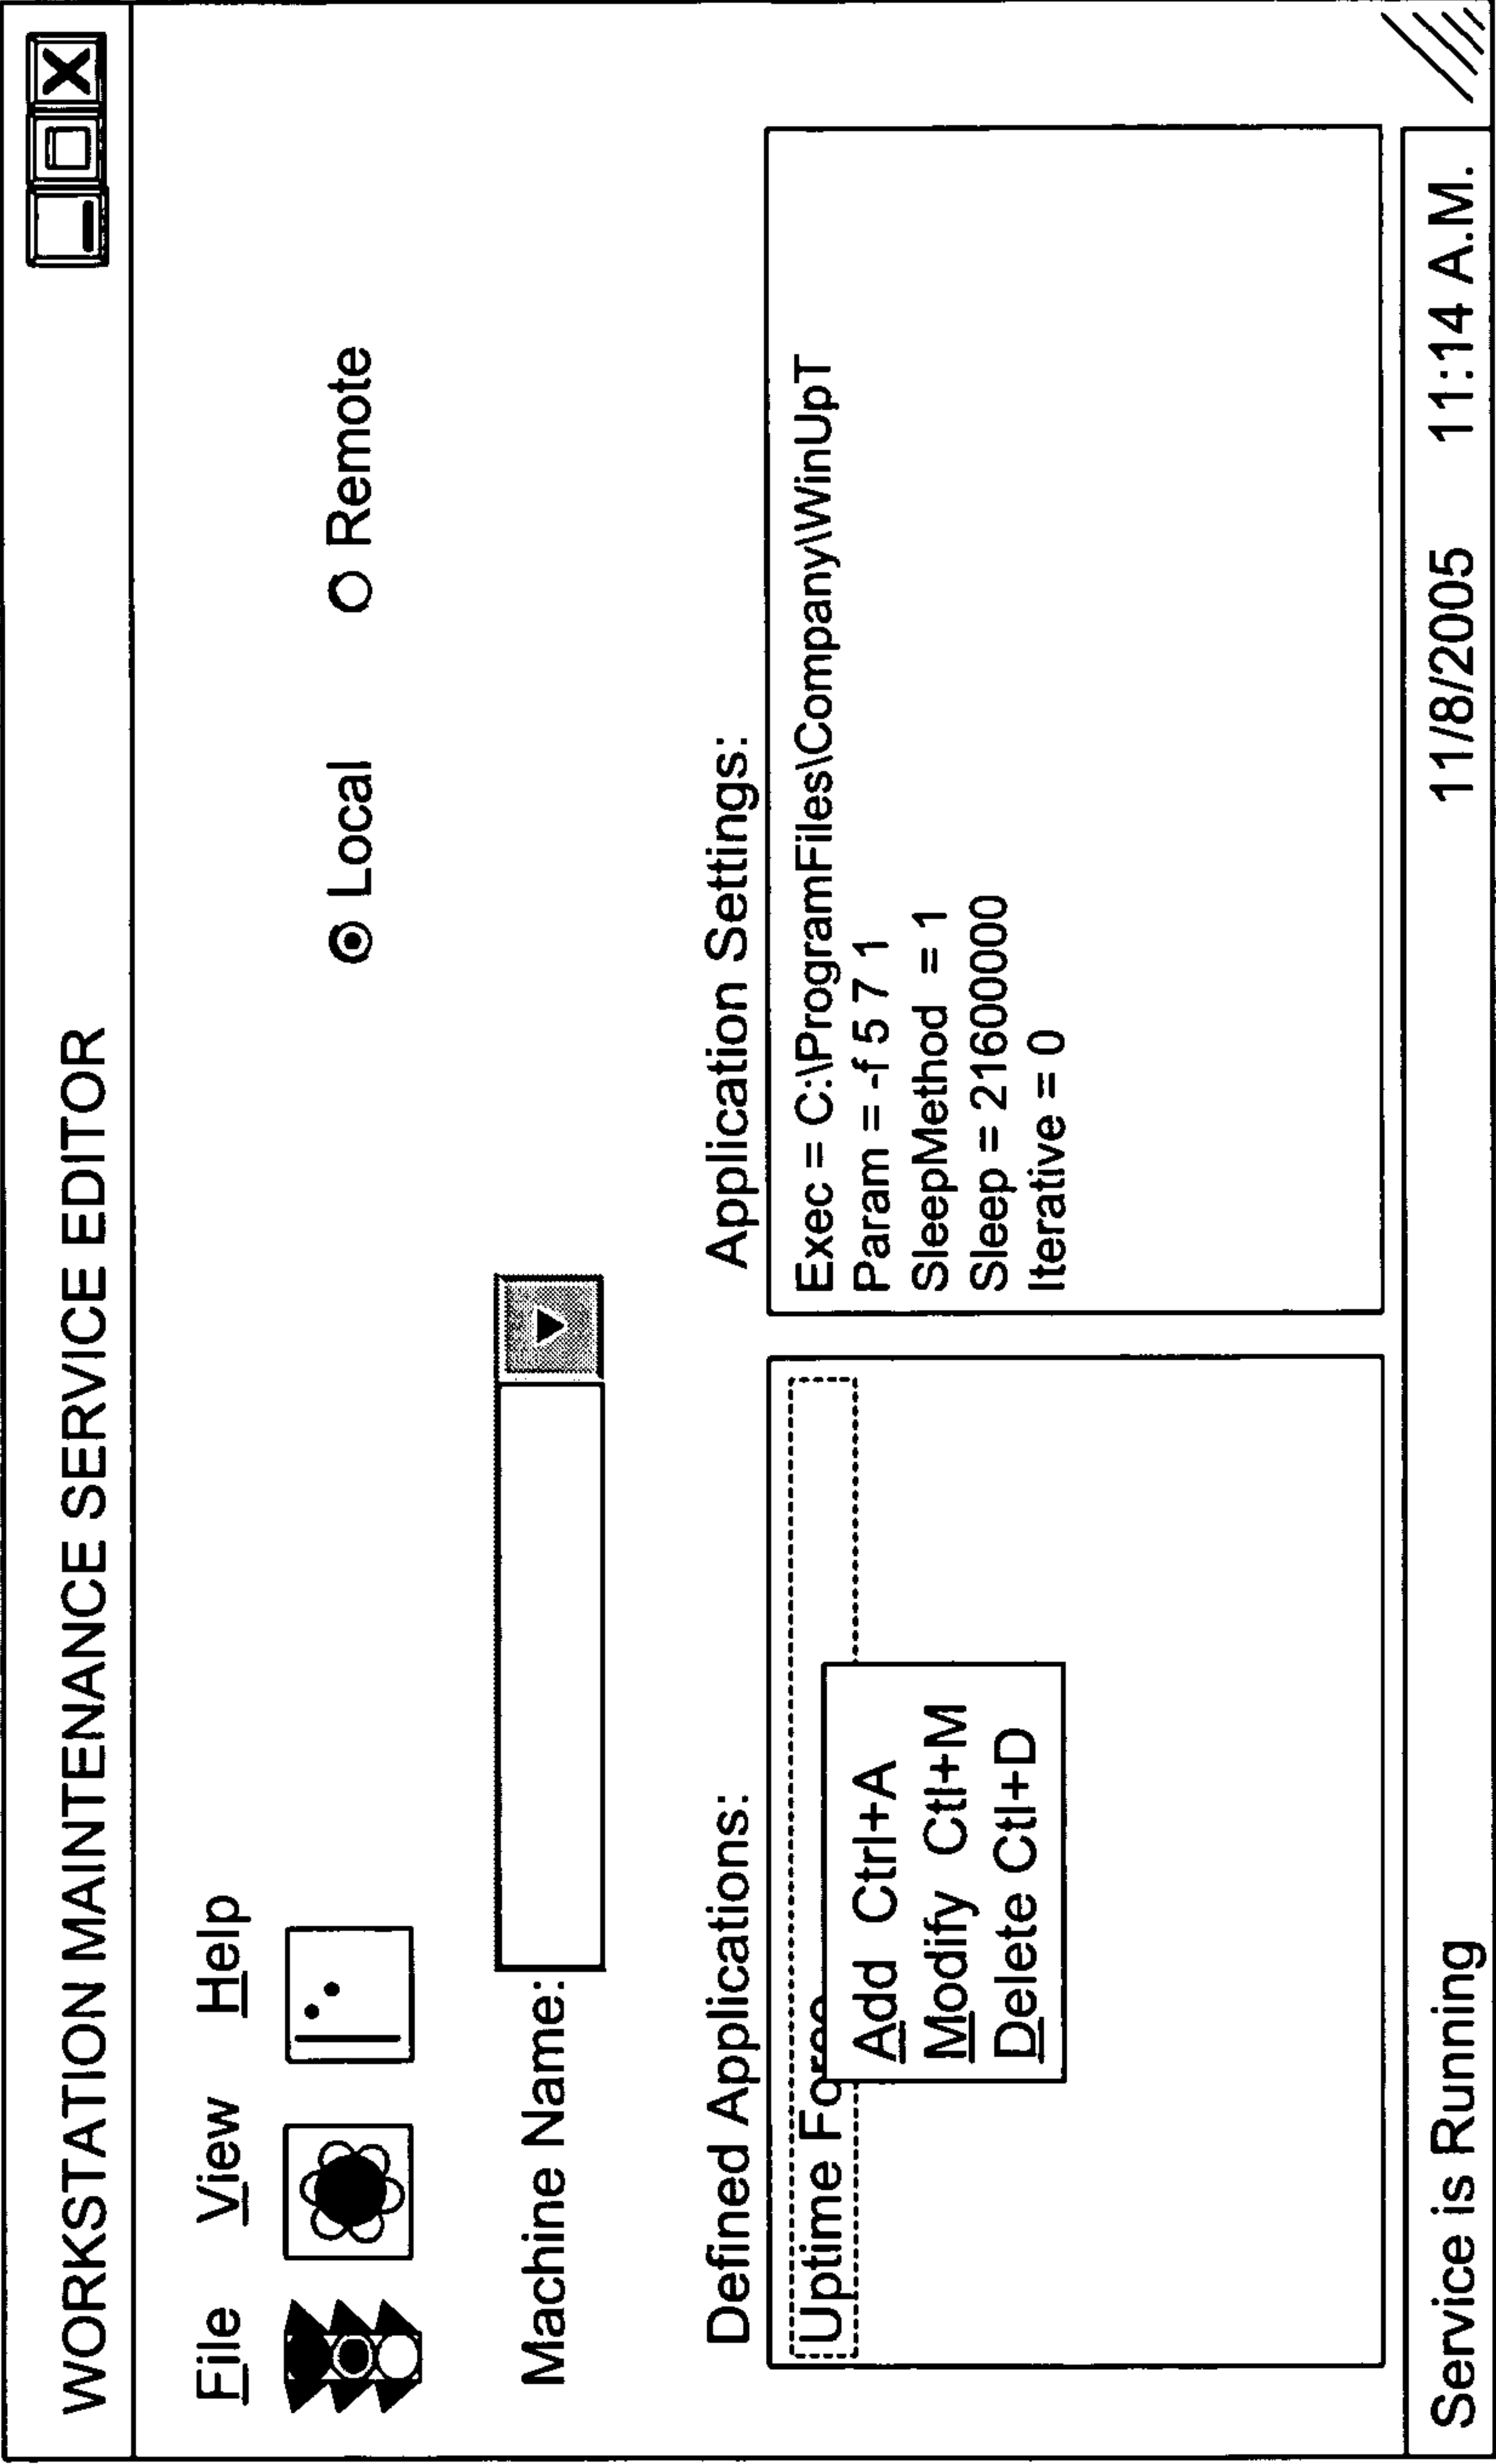 WORKSTATION MAINTENANCE SERVICE EDITOR
File View Help
Local Remote
Machine Name:
Defined Applications:
Uptime Force
Add Ctrl+A
Modify Ctl+M
Delete Ctl+D
Application Settings:
Exec = C:\ProgramFiles\Company\WinUpT
Param = -f 5 7 1
SleepMethod = 1
Sleep = 21600000
Iterative = 0
Service is Running 11/8/2005 11:14 A.M.